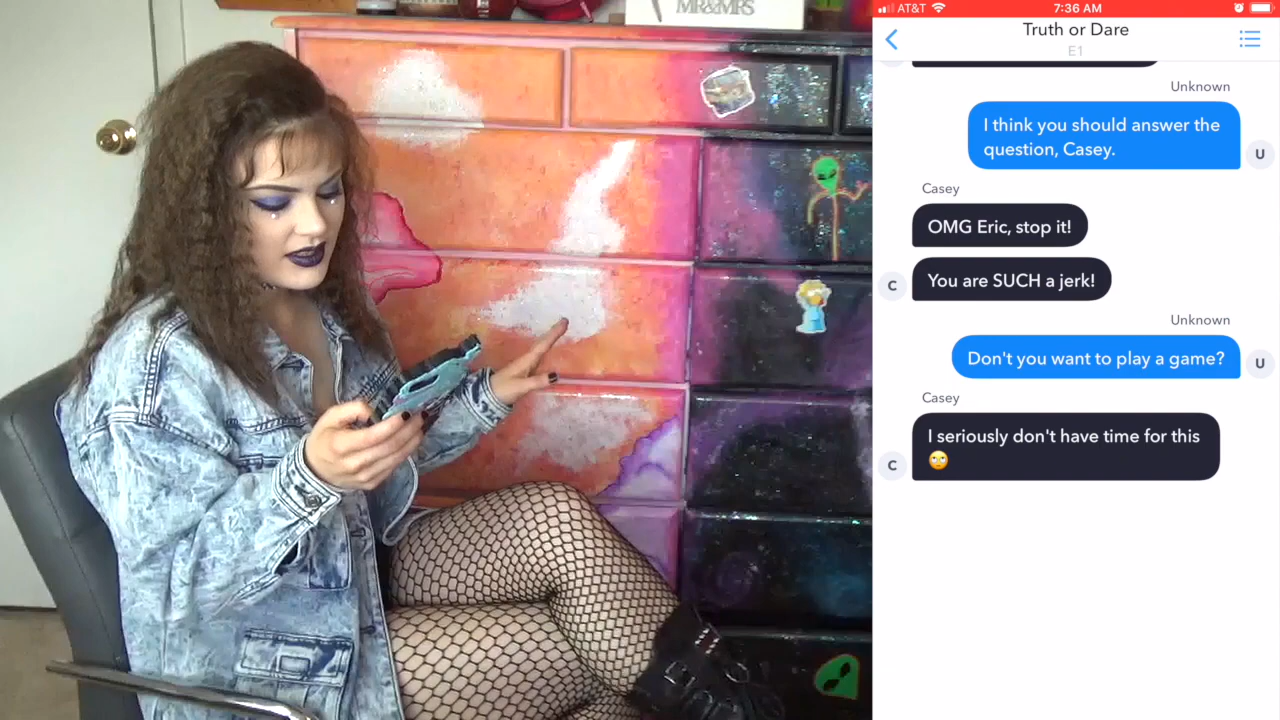 MR&MRS
AT&T
7:36 AM
Truth or Dare
E1
Unknown
I think you should answer the
question, Casey.
U
Casey
OMG Eric, stop it!
You are SUCH a jerk!
C
Unknown
Don't you want to play a game?
U
Casey
I seriously don't have time for this
🙄
C